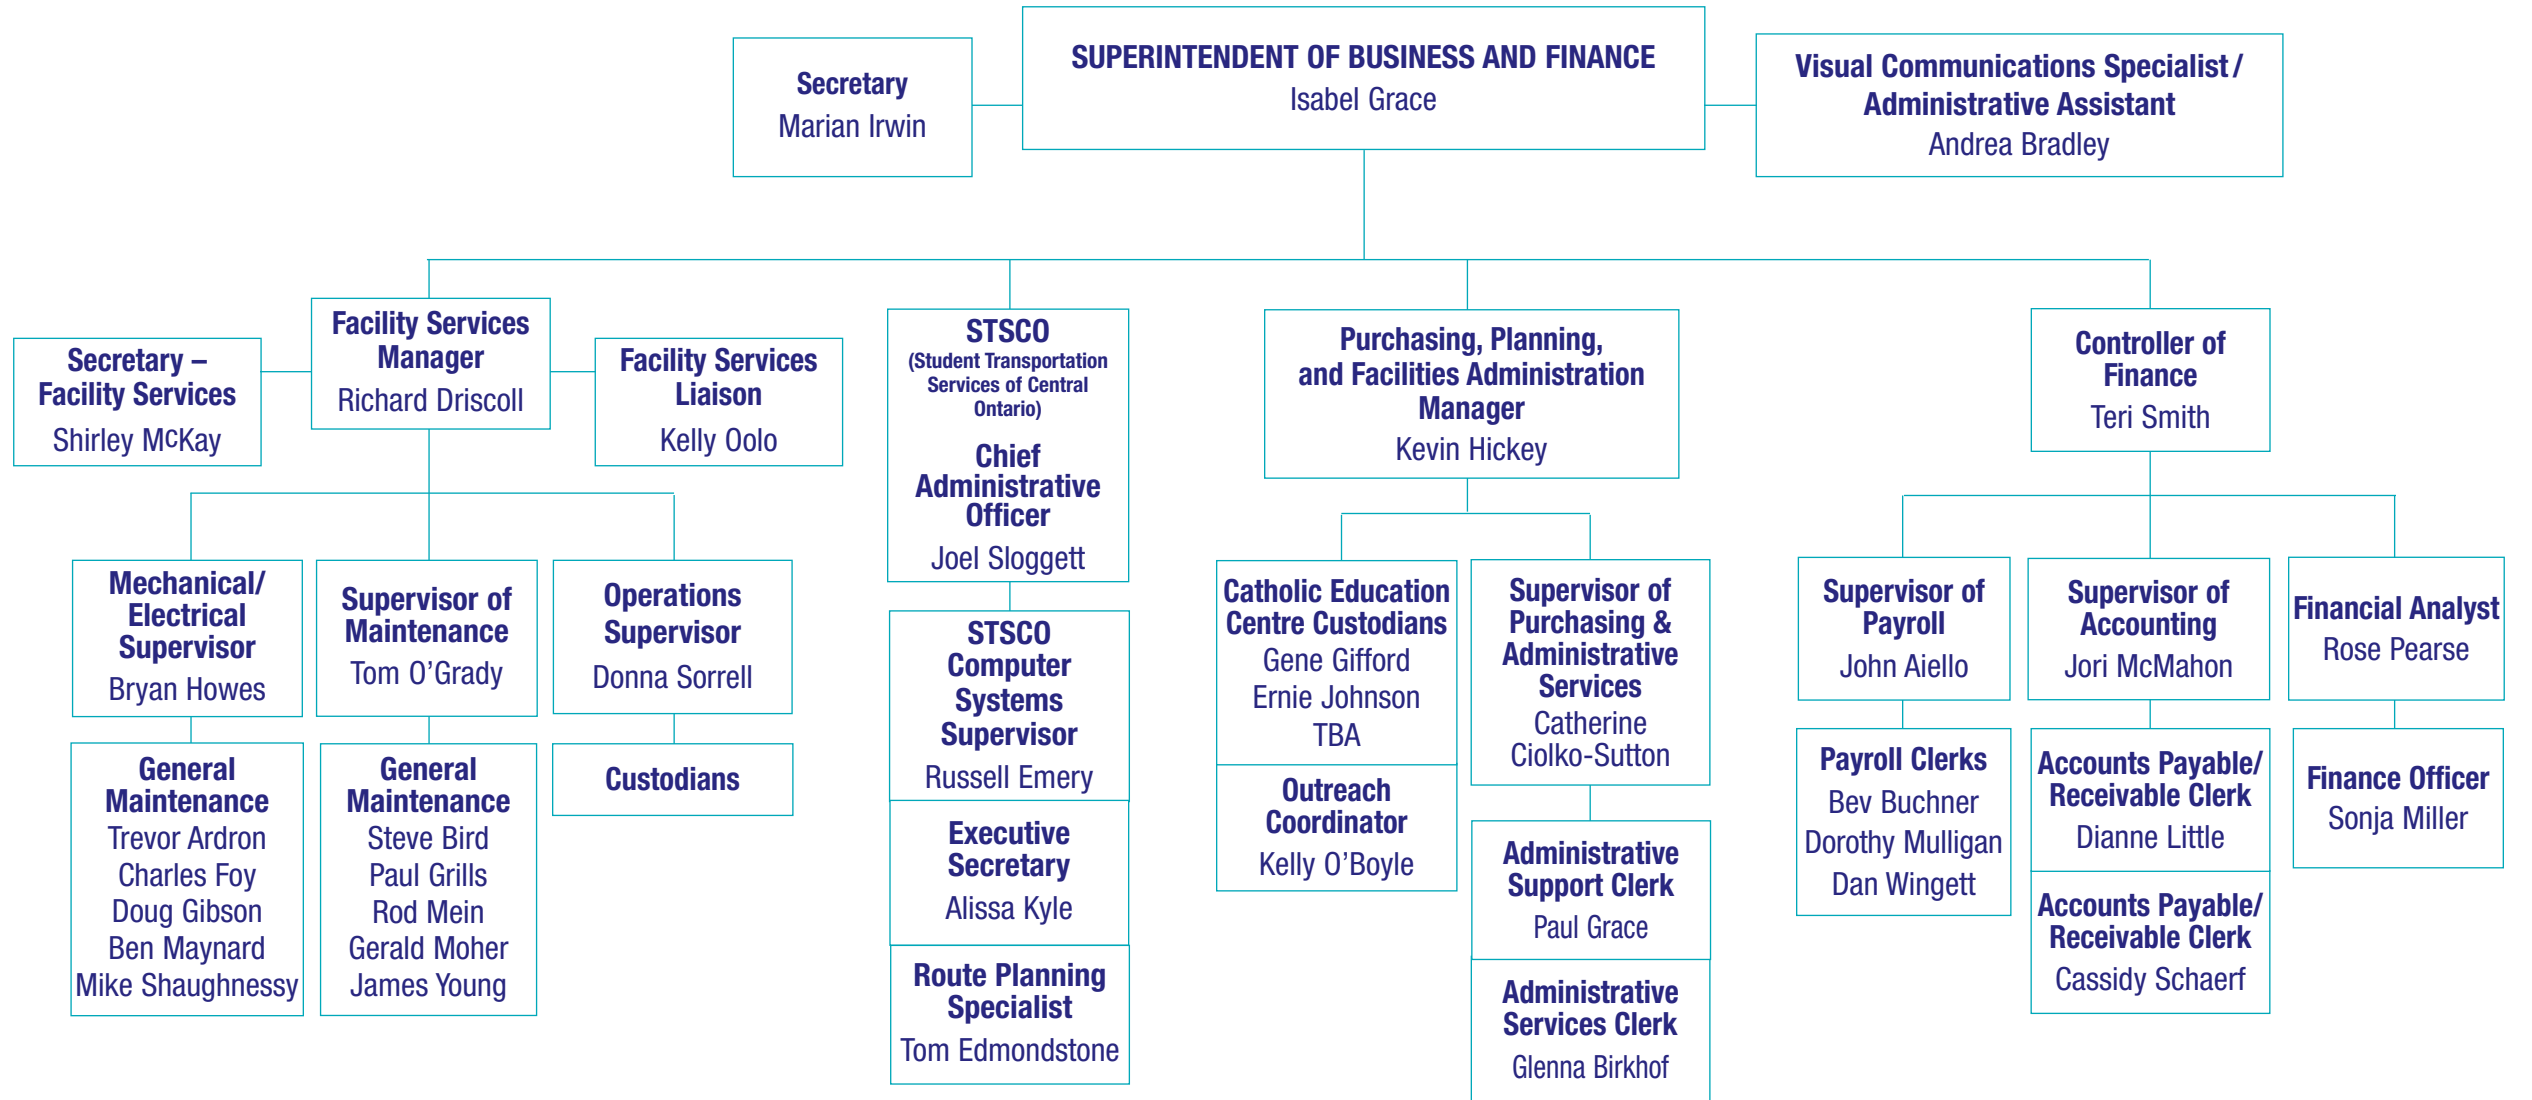 SUPERINTENDENT OF BUSINESS AND FINANCE
Isabel Grace
Secretary
Marian Irwin
Visual Communications Specialist/
Administrative Assistant
Andrea Bradley
Secretary –
Facility Services
Shirley McKay
Facility Services
Manager
Richard Driscoll
Facility Services
Liaison
Kelly Oolo
Mechanical/
Electrical
Supervisor
Bryan Howes
General
Maintenance
Trevor Ardron
Charles Foy
Doug Gibson
Ben Maynard
Mike Shaughnessy
Supervisor of
Maintenance
Tom O'Grady
General
Maintenance
Steve Bird
Paul Grills
Rod Mein
Gerald Moher
James Young
Operations
Supervisor
Donna Sorrell
Custodians
STSCO
(Student Transportation
Services of Central
Ontario)
Chief
Administrative
Officer
Joel Sloggett
STSCO
Computer
Systems
Supervisor
Russell Emery
Executive
Secretary
Alissa Kyle
Route Planning
Specialist
Tom Edmondstone
Purchasing, Planning,
and Facilities Administration
Manager
Kevin Hickey
Catholic Education
Centre Custodians
Gene Gifford
Ernie Johnson
TBA
Outreach
Coordinator
Kelly O'Boyle
Supervisor of
Purchasing &
Administrative
Services
Catherine
Ciolko-Sutton
Administrative
Support Clerk
Paul Grace
Administrative
Services Clerk
Glenna Birkhof
Controller of
Finance
Teri Smith
Supervisor of
Payroll
John Aiello
Payroll Clerks
Bev Buchner
Dorothy Mulligan
Dan Wingett
Supervisor of
Accounting
Jori McMahon
Accounts Payable/
Receivable Clerk
Dianne Little
Accounts Payable/
Receivable Clerk
Cassidy Schaerf
Financial Analyst
Rose Pearse
Finance Officer
Sonja Miller